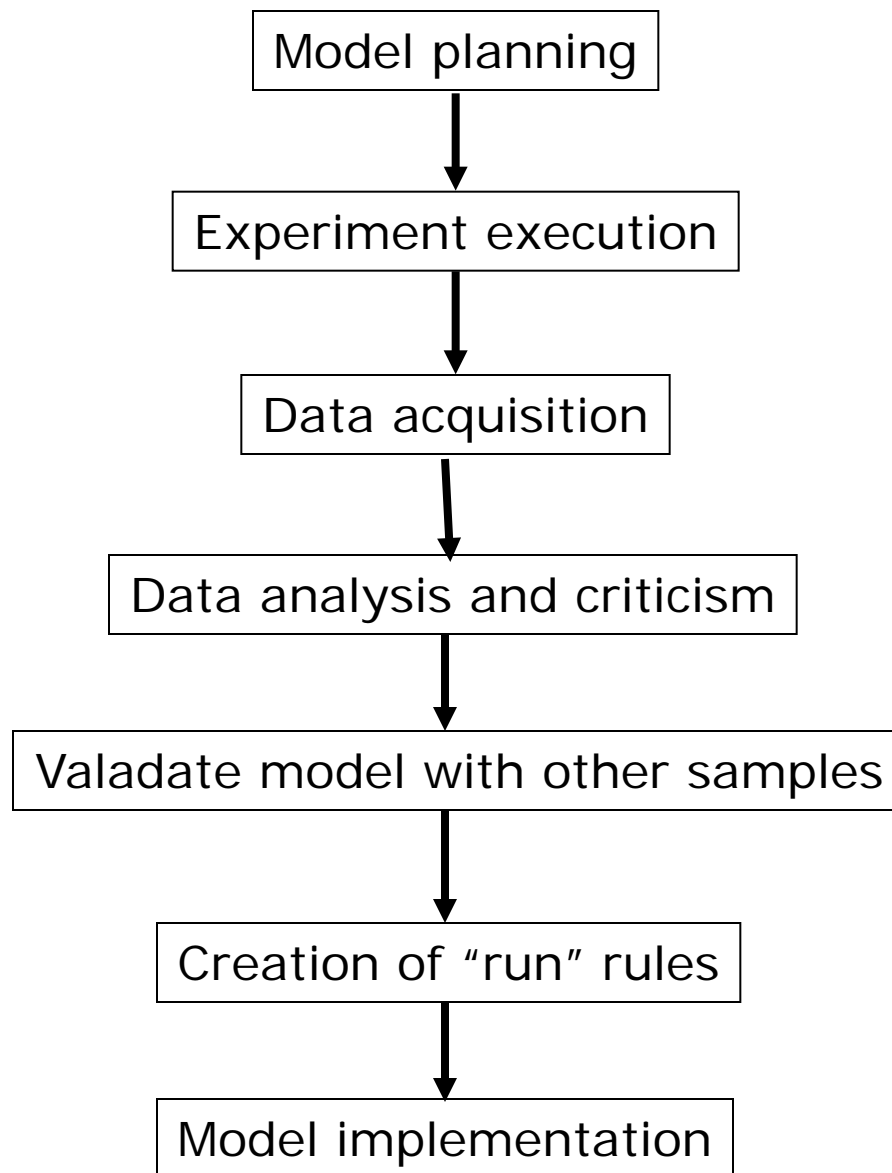 Model planning
Experiment execution
Data acquisition
Data analysis and criticism
Valadate model with other samples
Creation of “run” rules
Model implementation